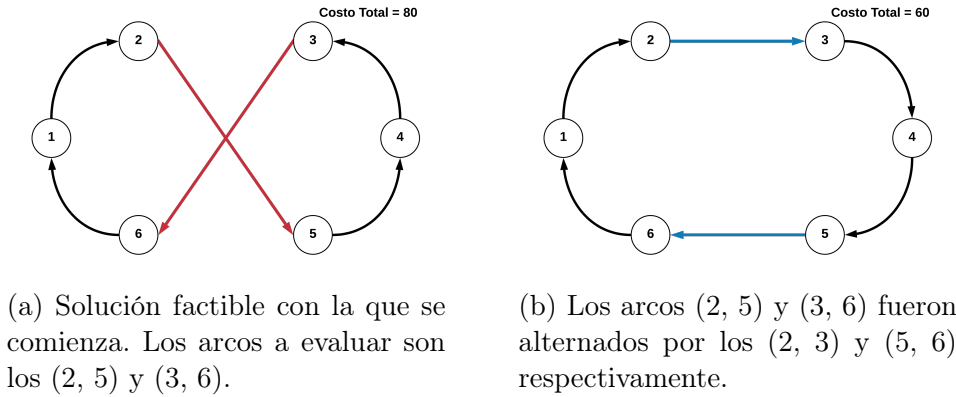 Costo Total = 80
2
3
1
4
6
5
(a) Solución factible con la que se
comienza. Los arcos a evaluar son
los (2, 5) y (3, 6).
Costo Total = 60
2
3
1
4
6
5
(b) Los arcos (2, 5) y (3, 6) fueron
alternados por los (2, 3) y (5, 6)
respectivamente.